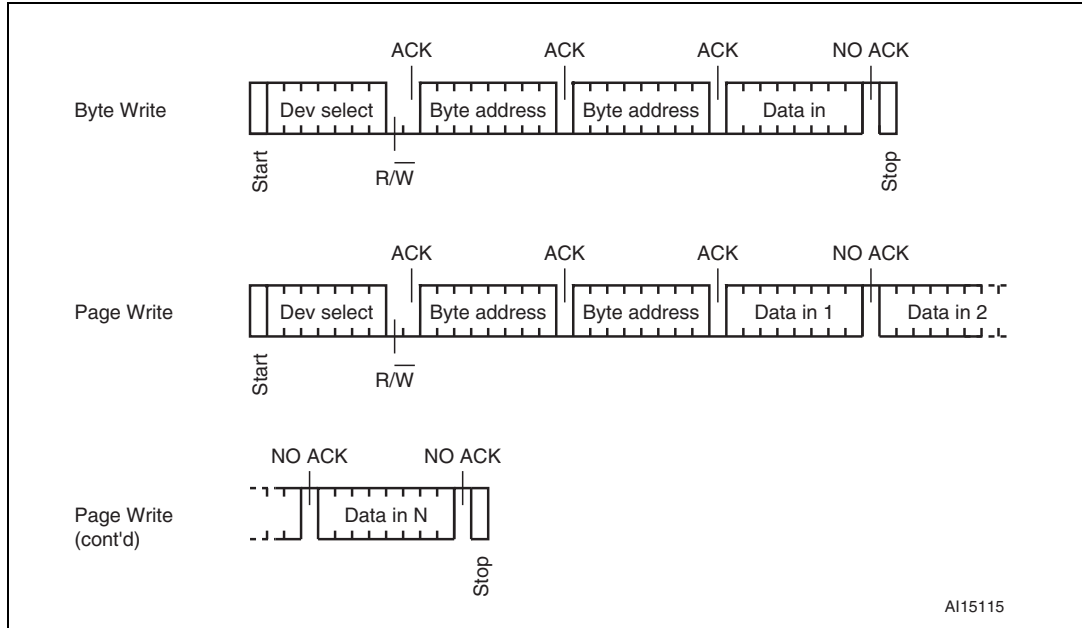 ACK ACK ACK NO ACK
Byte Write Dev select Byte address Byte address Data in
Start R/W̅ Stop
ACK ACK ACK NO ACK
Page Write Dev select Byte address Byte address Data in 1 Data in 2
Start R/W̅
NO ACK NO ACK
Page Write Data in N
(cont'd)
Stop
AI15115